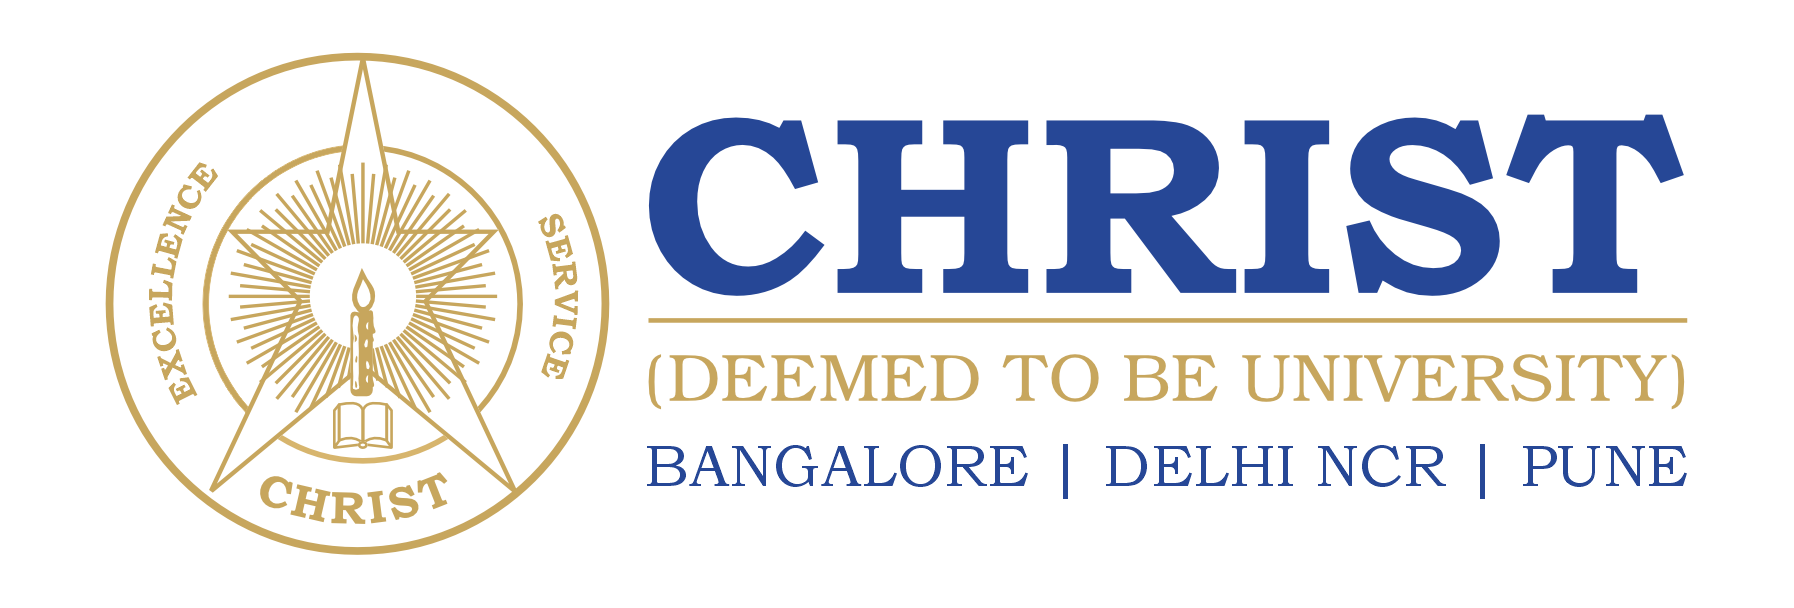 EXCELLENCE
SERVICE
CHRIST
CHRIST
(DEEMED TO BE UNIVERSITY)
BANGALORE | DELHI NCR | PUNE